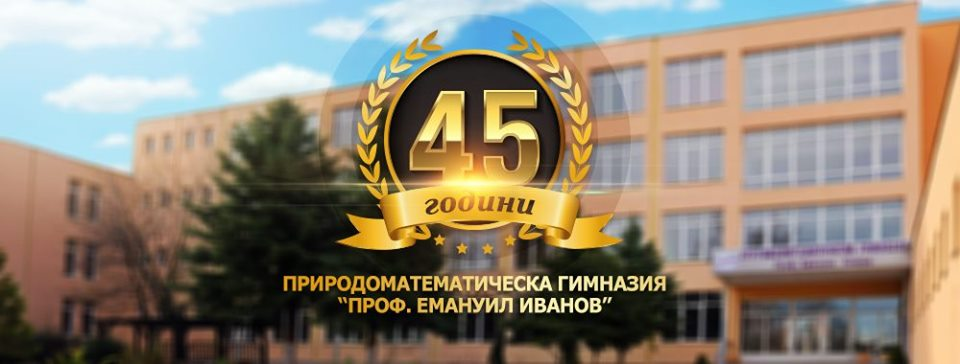 45
години
ПРИРОДОМАТЕМАТИЧЕСКА ГИМНАЗИЯ
“ПРОФ. ЕМАНУИЛ ИВАНОВ”